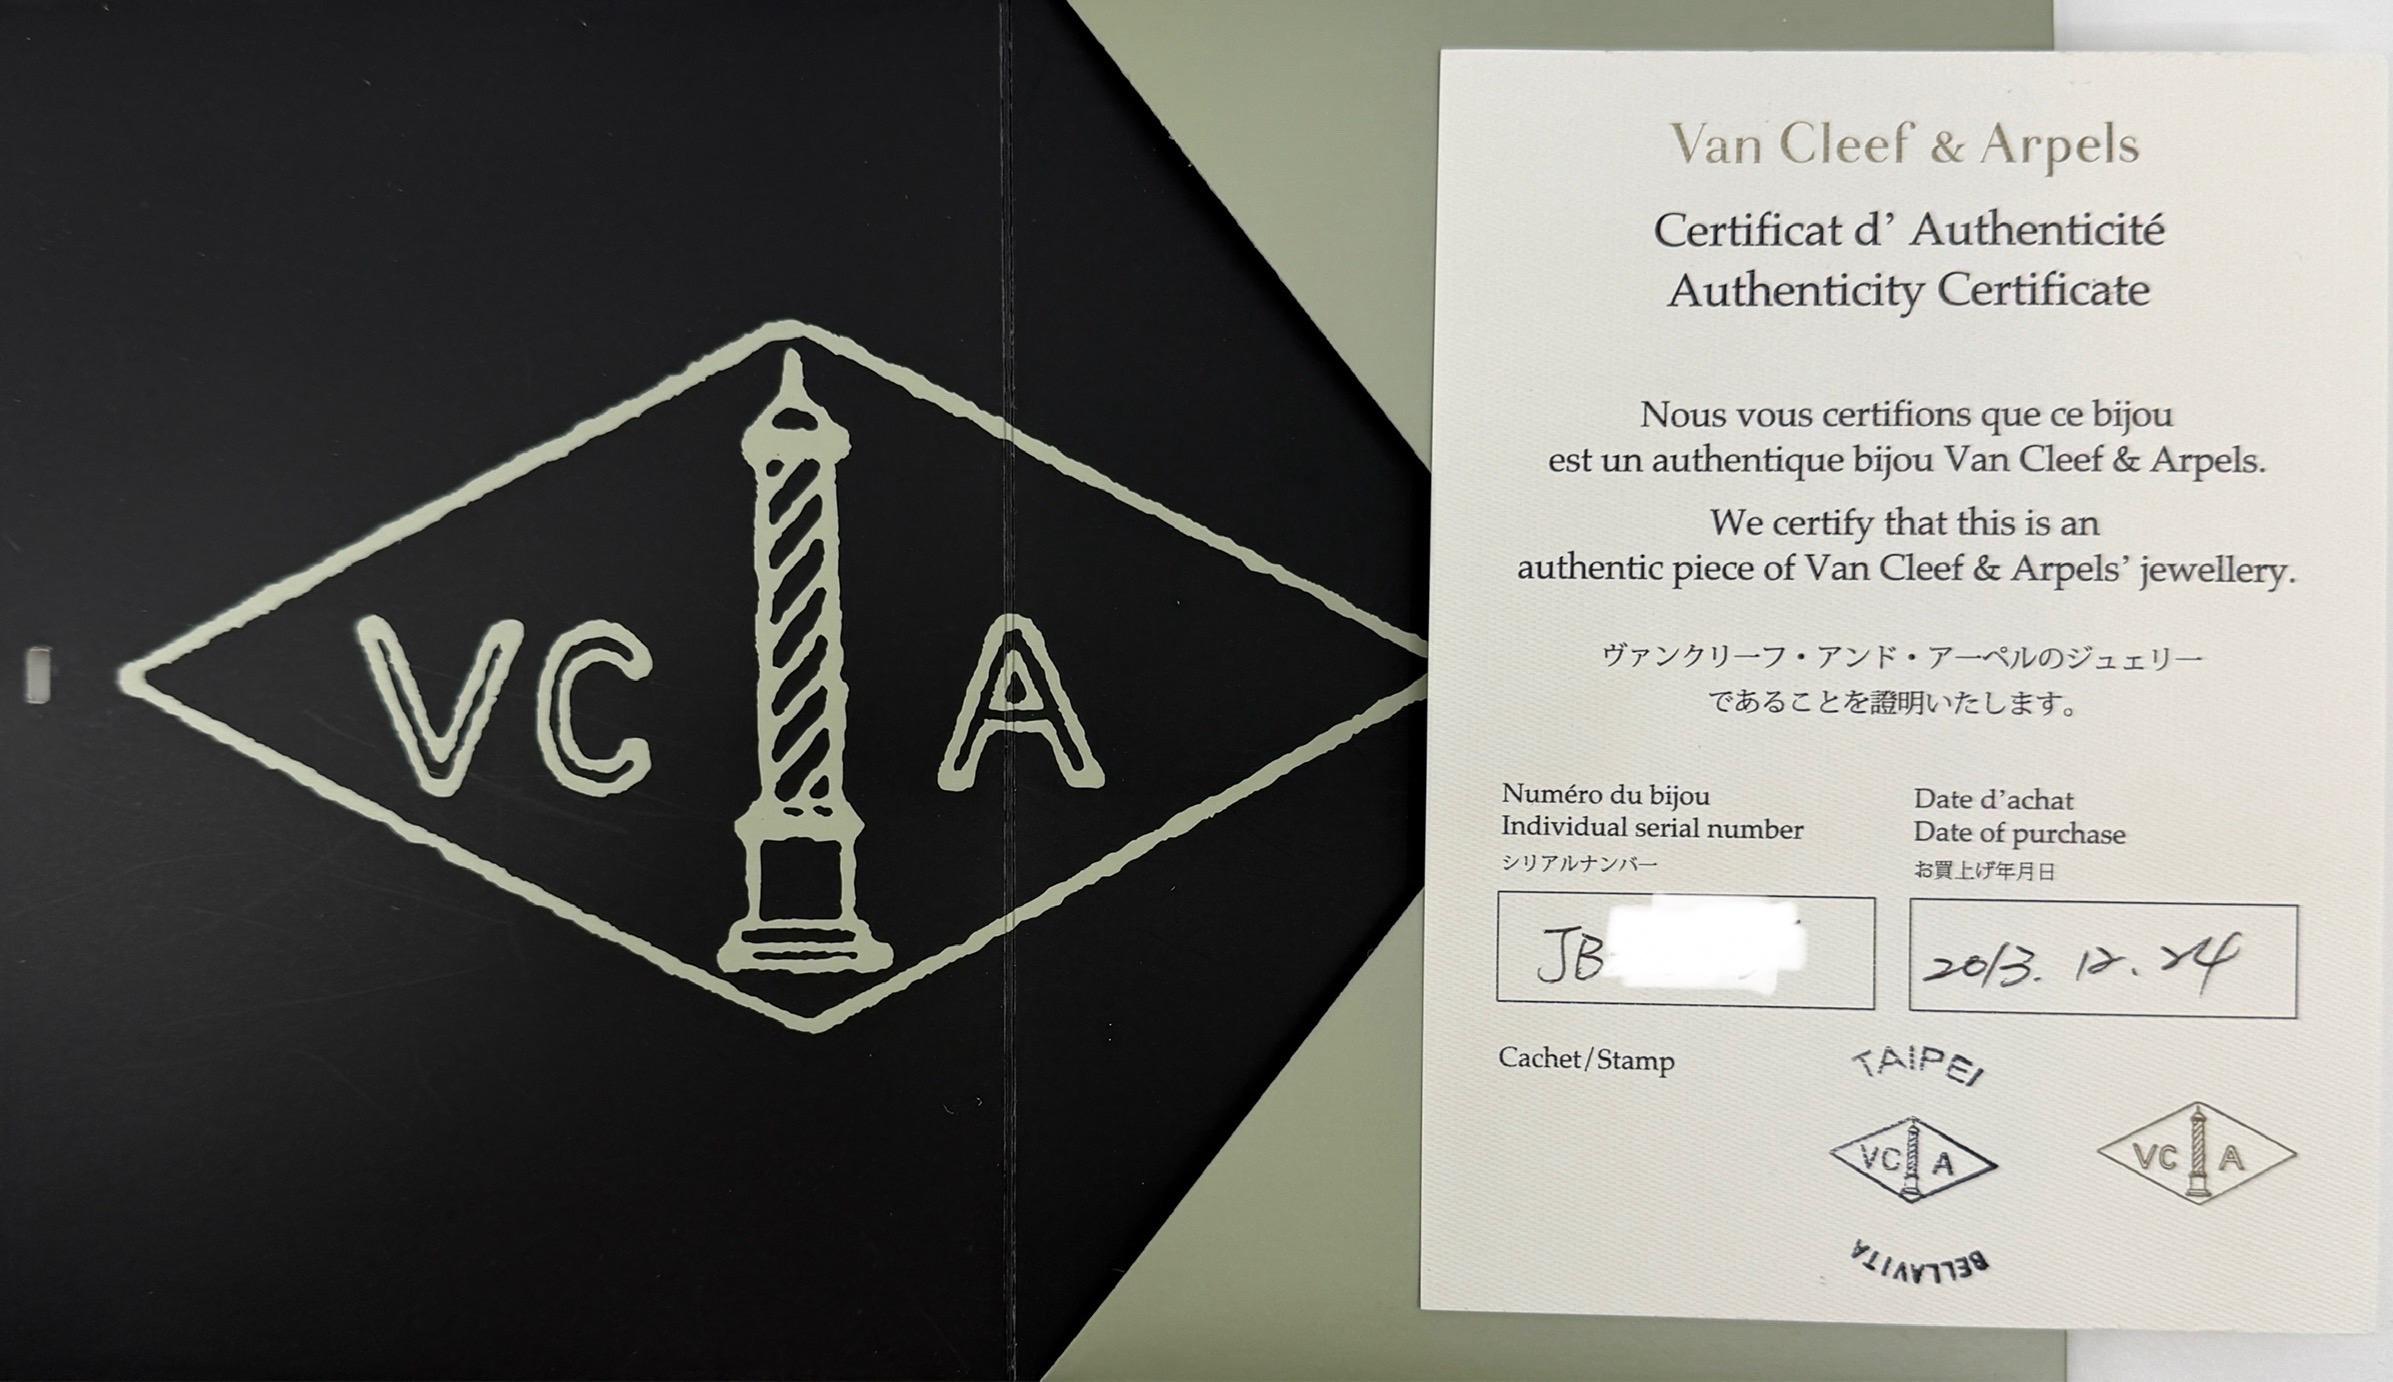 VC A
Van Cleef & Arpels
Certificat d' Authenticité
Authenticity Certificate
Nous vous certifions que ce bijou
est un authentique bijou Van Cleef & Arpels.
We certify that this is an
authentic piece of Van Cleef & Arpels' jewellery.
ヴァンクリーフ・アンド・アーペルのジュェリー
であることを證明いたします。
Numéro du bijou
Individual serial number
シリアルナンバー
JB
Date d'achat
Date of purchase
お買上げ年月日
2013. 12. 24
Cachet/Stamp
TAIPEI
VC A
BELLAVITA
VC A